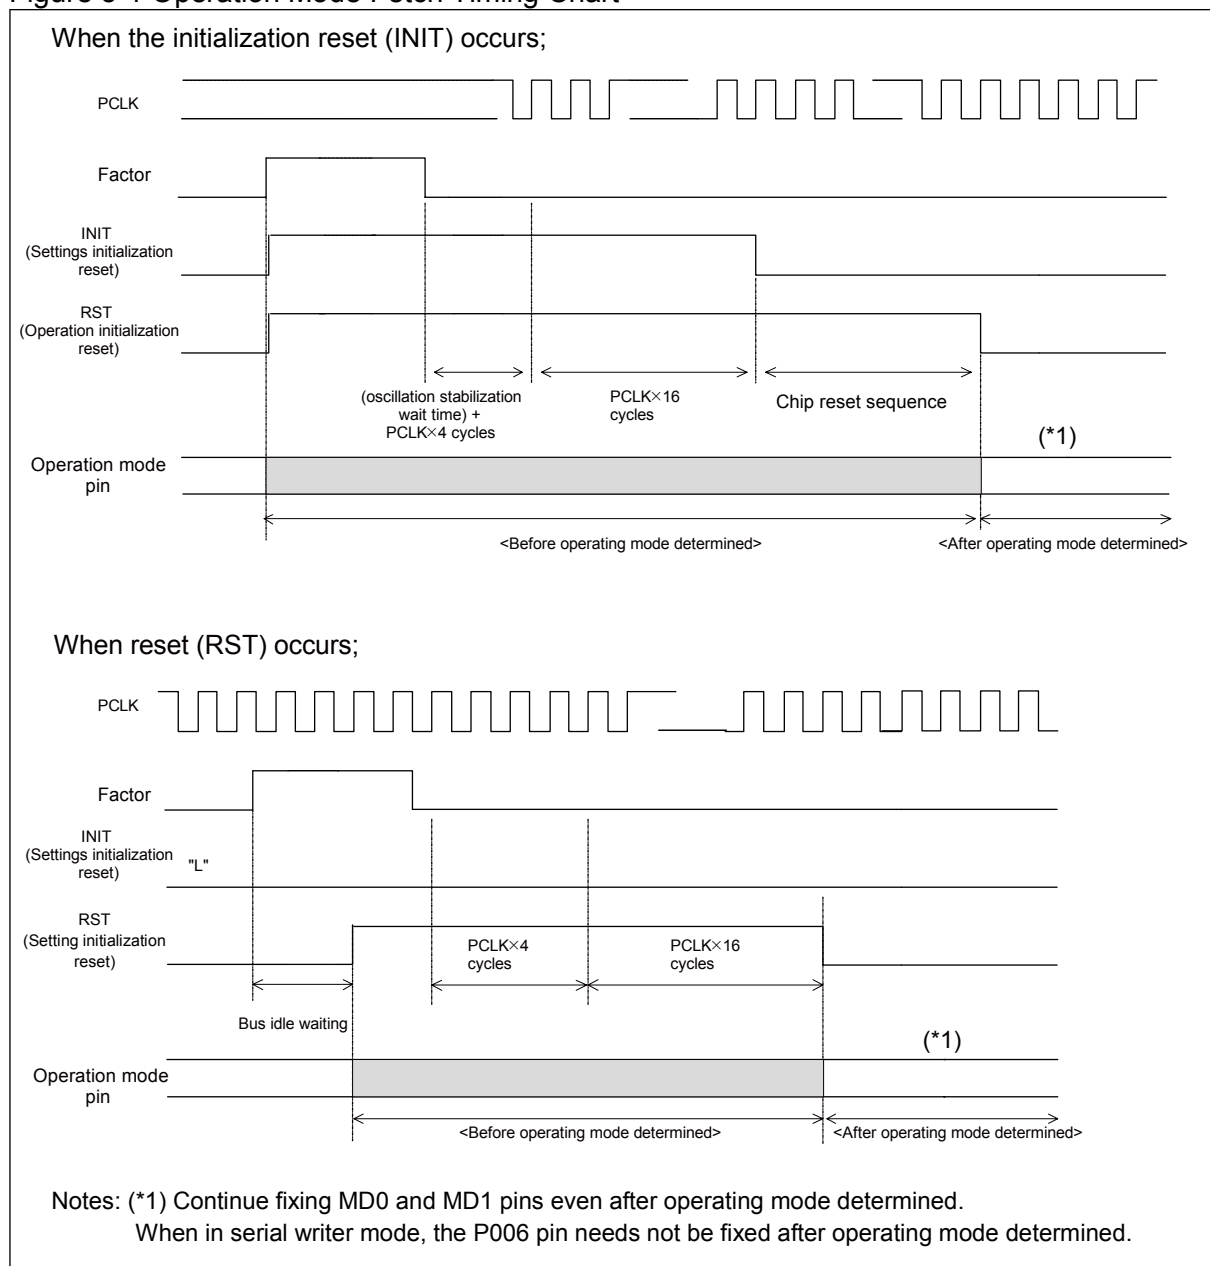 When the initialization reset (INIT) occurs;
PCLK
Factor
INIT
(Settings initialization
reset)
RST
(Operation initialization
reset)
(oscillation stabilization
wait time) +
PCLK×4 cycles
PCLK×16
cycles
Chip reset sequence
(*1)
Operation mode
pin
<Before operating mode determined>
<After operating mode determined>
When reset (RST) occurs;
PCLK
Factor
INIT
(Settings initialization
reset)
"L"
RST
(Setting initialization
reset)
PCLK×4
cycles
PCLK×16
cycles
Bus idle waiting
(*1)
Operation mode
pin
<Before operating mode determined>
<After operating mode determined>
Notes: (*1) Continue fixing MD0 and MD1 pins even after operating mode determined.
When in serial writer mode, the P006 pin needs not be fixed after operating mode determined.